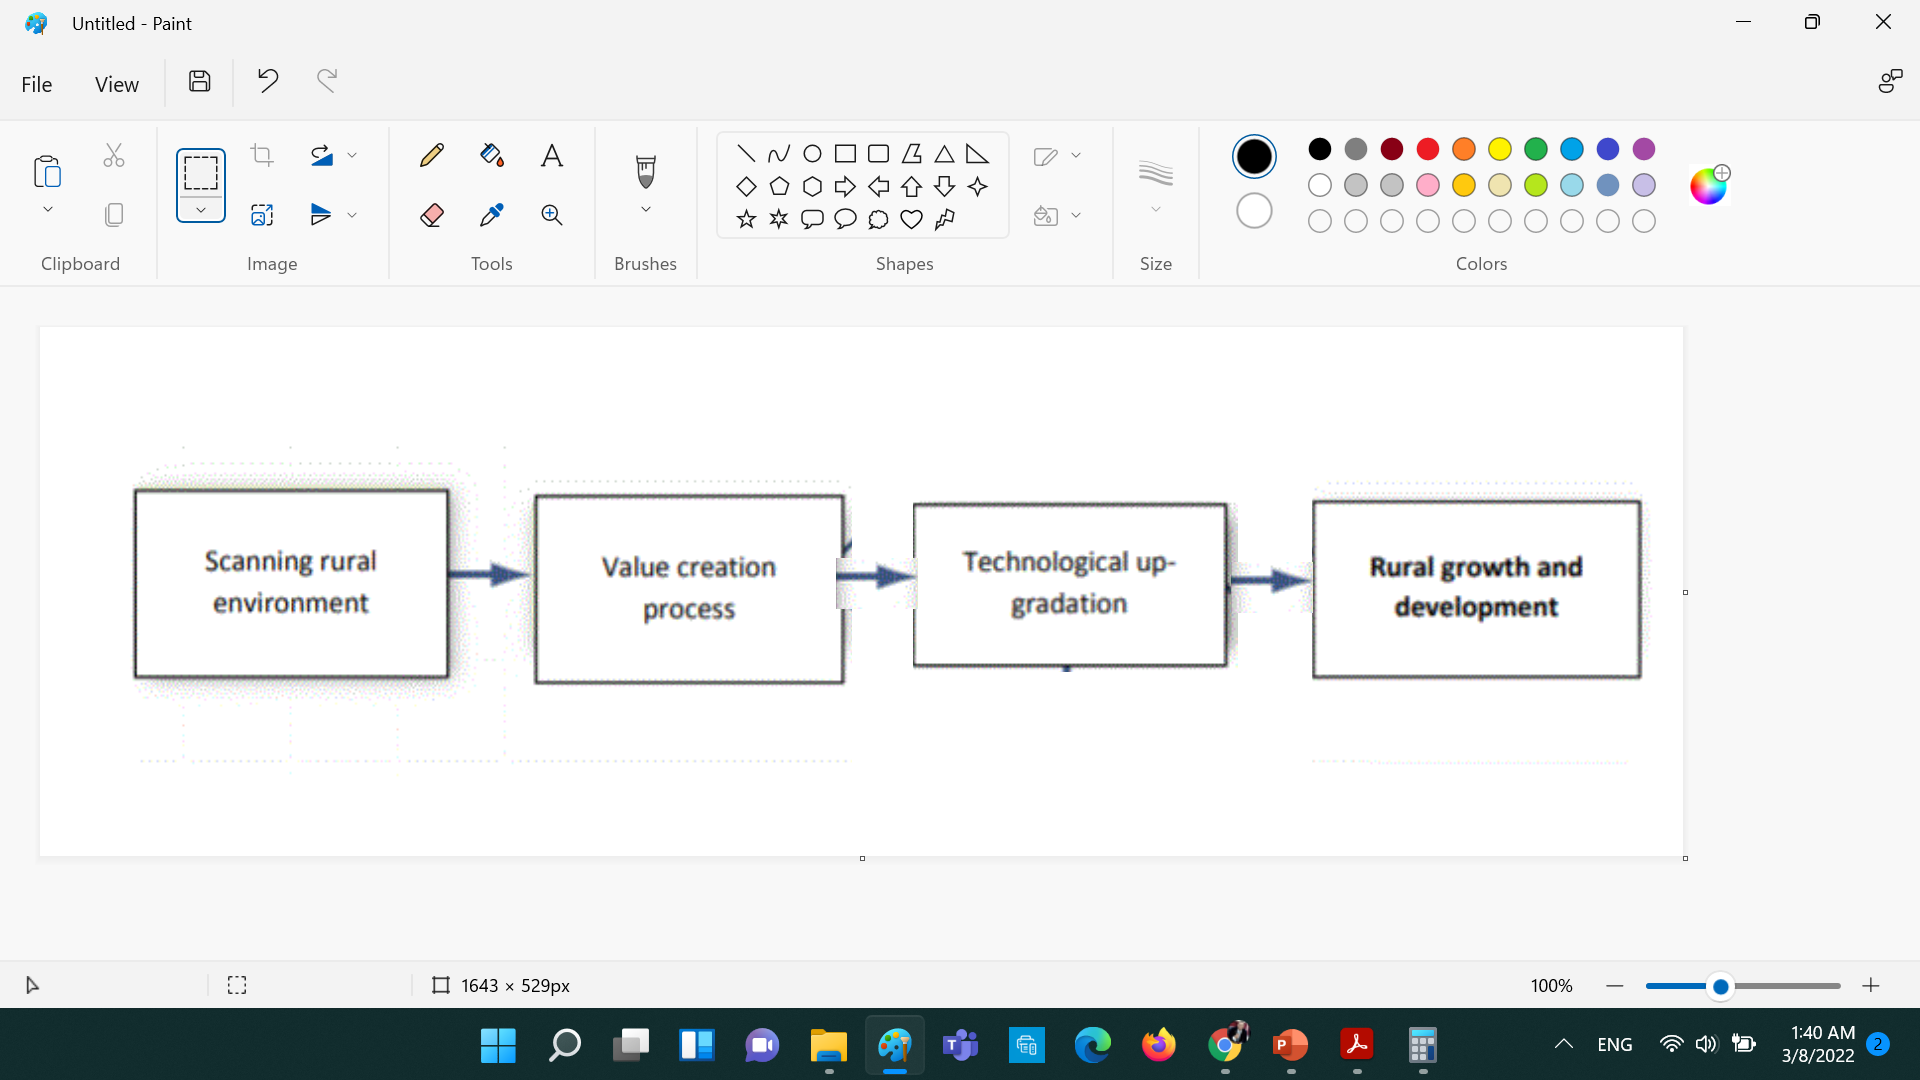 Untitled - Paint
File View
Clipboard Image Tools Brushes Shapes Size Colors
Scanning rural
environment
Value creation
process
Technological up-
gradation
Rural growth and
development
1643 × 529px
100%
ENG
1:40 AM
3/8/2022
2